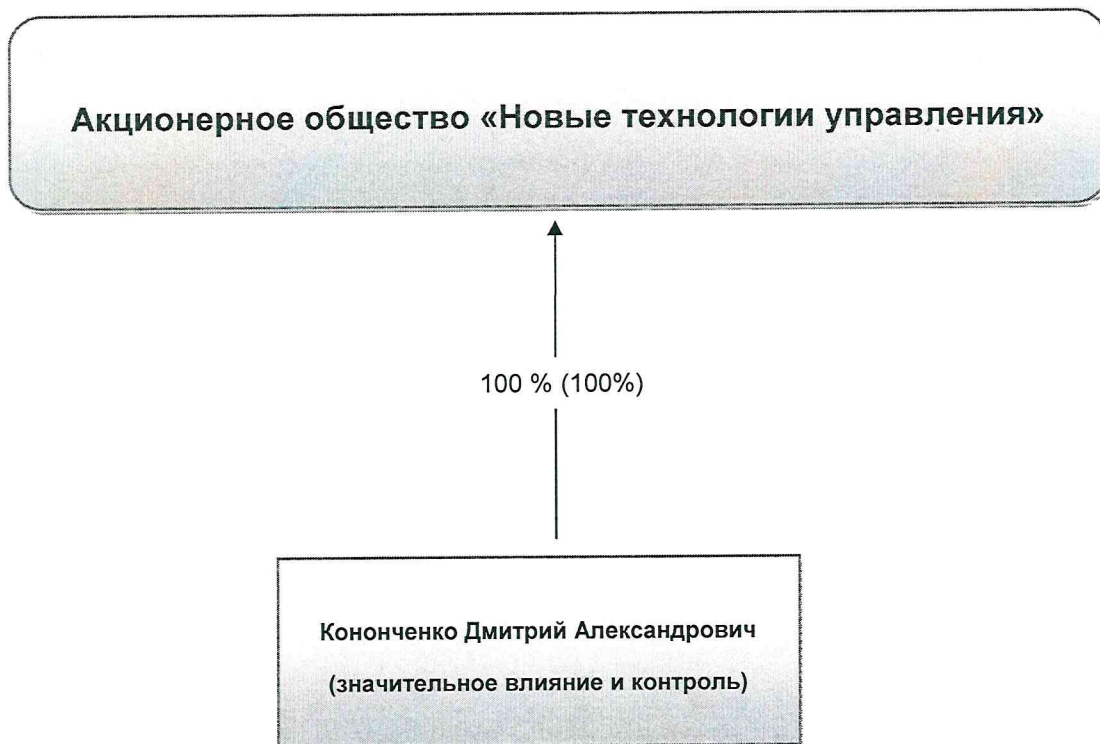 Акционерное общество «Новые технологии управления»
100 % (100%)
Кононченко Дмитрий Александрович
(значительное влияние и контроль)